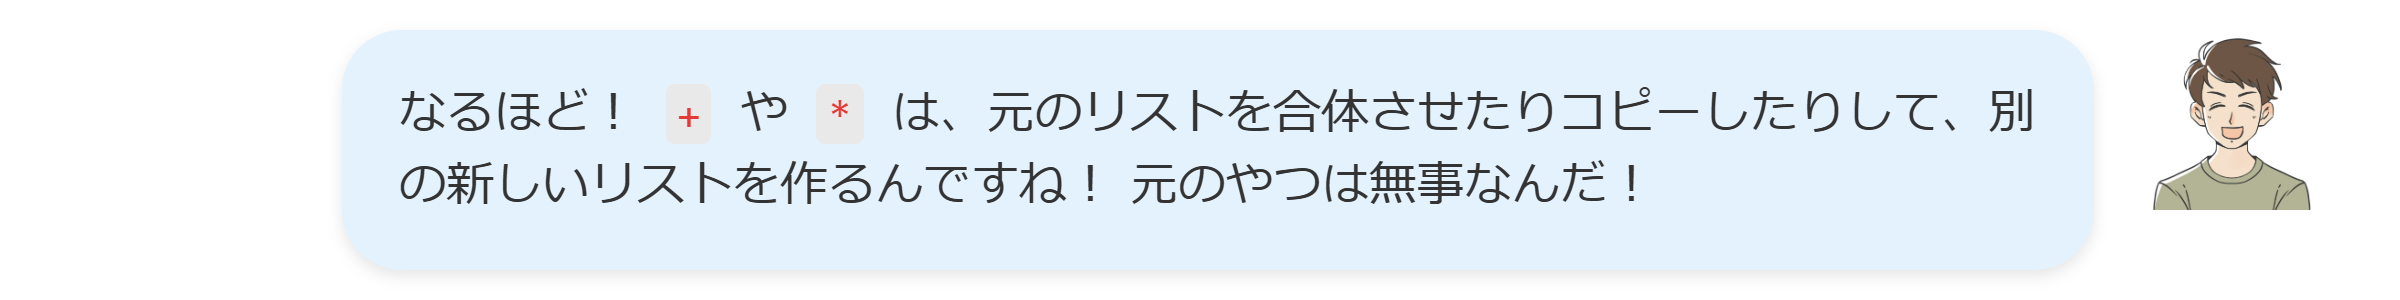 なるほど！ + や * は、元のリストを合体させたりコピーしたりして、別
の新しいリストを作るんですね！ 元のやつは無事なんだ！